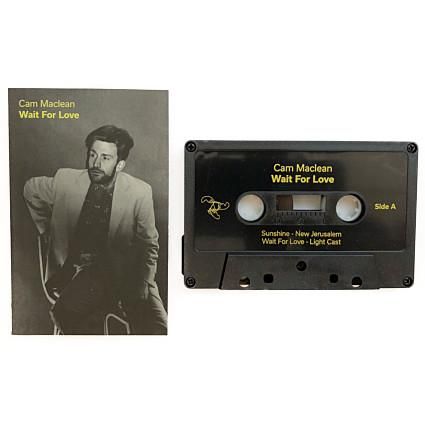 Cam Maclean
Wait For Love
Cam Maclean
Wait For Love
Side A
Sunshine - New Jerusalem
Wait For Love - Light Cast